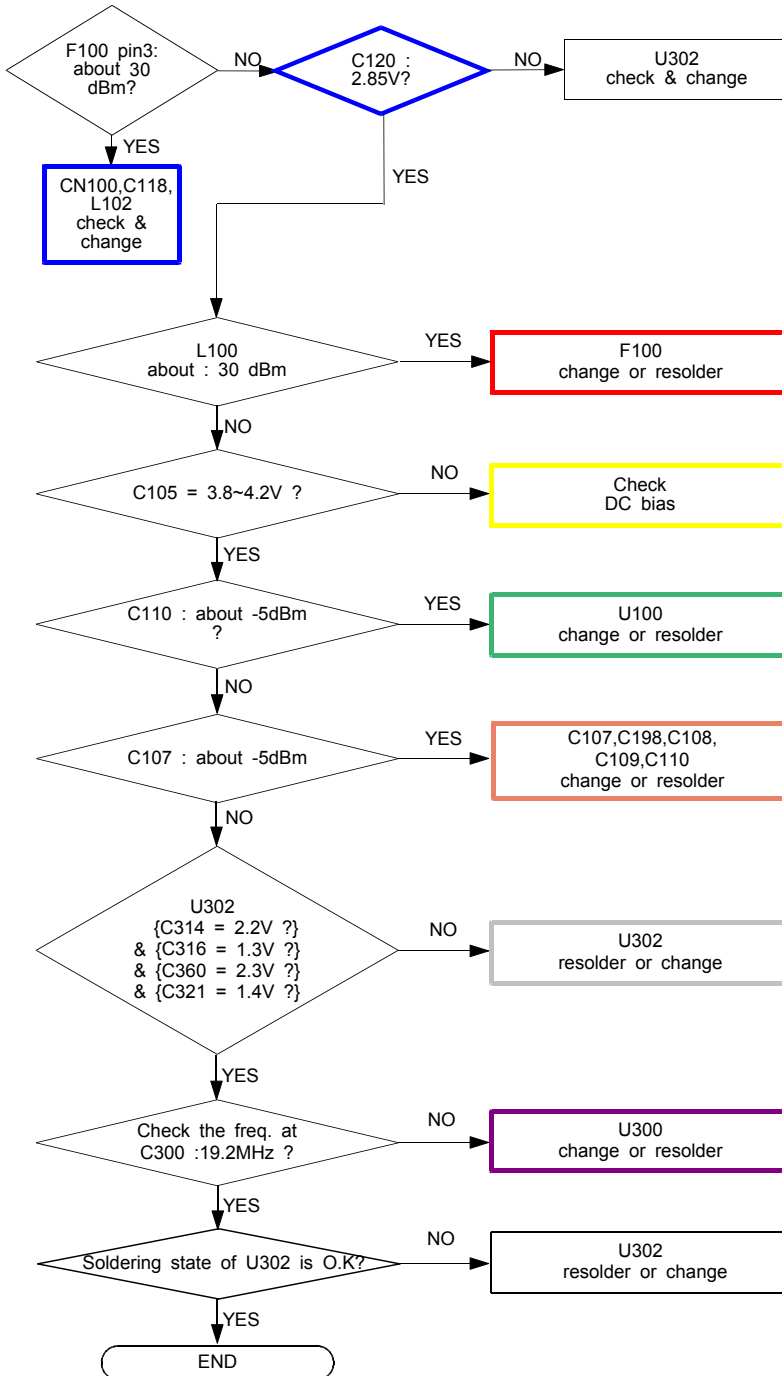 F100 pin3:
about 30
dBm?
NO
C120 :
2.85V?
NO
U302
check & change
YES
CN100,C118,
L102
check &
change
YES
L100
about : 30 dBm
YES
F100
change or resolder
NO
C105 = 3.8~4.2V ?
NO
Check
DC bias
YES
C110 : about -5dBm
?
YES
U100
change or resolder
NO
C107 : about -5dBm
YES
C107,C198,C108,
C109,C110
change or resolder
NO
U302
{C314 = 2.2V ?}
& {C316 = 1.3V ?}
& {C360 = 2.3V ?}
& {C321 = 1.4V ?}
NO
U302
resolder or change
YES
Check the freq. at
C300 :19.2MHz ?
NO
U300
change or resolder
YES
Soldering state of U302 is O.K?
NO
U302
resolder or change
YES
END